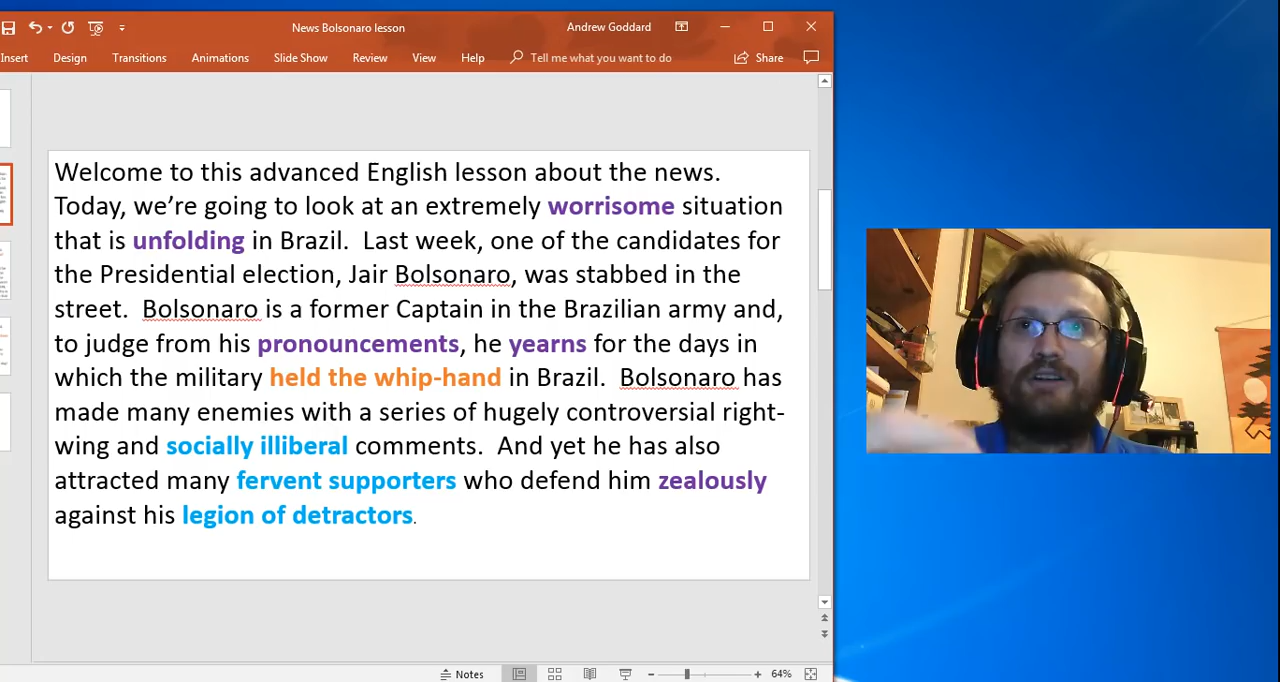 News Bolsonaro lesson
Andrew Goddard
Insert
Design
Transitions
Animations
Slide Show
Review
View
Help
Tell me what you want to do
Share
Welcome to this advanced English lesson about the news.
Today, we're going to look at an extremely worrisome situation
that is unfolding in Brazil. Last week, one of the candidates for
the Presidential election, Jair Bolsonaro, was stabbed in the
street. Bolsonaro is a former Captain in the Brazilian army and,
to judge from his pronouncements, he yearns for the days in
which the military held the whip-hand in Brazil. Bolsonaro has
made many enemies with a series of hugely controversial right-
wing and socially illiberal comments. And yet he has also
attracted many fervent supporters who defend him zealously
against his legion of detractors.
Notes
64%